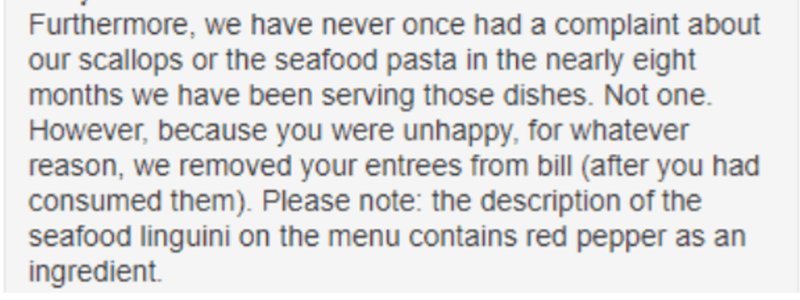 Furthermore, we have never once had a complaint about
our scallops or the seafood pasta in the nearly eight
months we have been serving those dishes. Not one.
However, because you were unhappy, for whatever
reason, we removed your entrees from bill (after you had
consumed them). Please note: the description of the
seafood linguini on the menu contains red pepper as an
ingredient.